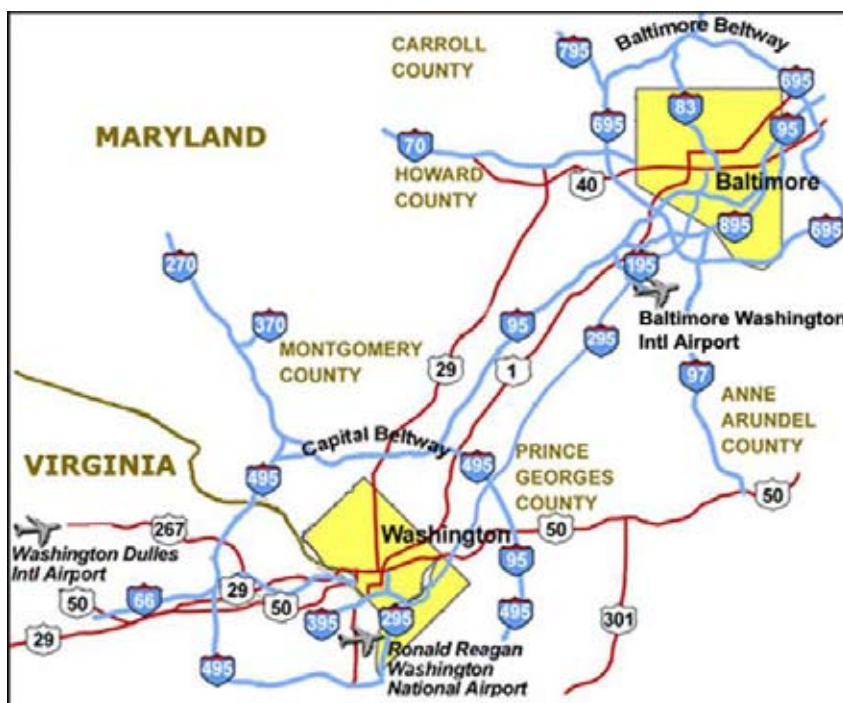 Baltimore Beltway
CARROLL
COUNTY
795
695
83
695
95
MARYLAND
70
HOWARD
COUNTY
40
Baltimore
895
695
270
195
370
95
Baltimore Washington
Intl Airport
MONTGOMERY
COUNTY
29
1
295
97
ANNE
ARUNDEL
COUNTY
Capital Beltway
VIRGINIA
495
495
PRINCE
GEORGES
COUNTY
50
267
Washington
50
Washington Dulles
Intl Airport
95
29
50
66
50
395
295
495
301
29
Ronald Reagan
Washington
National Airport
495